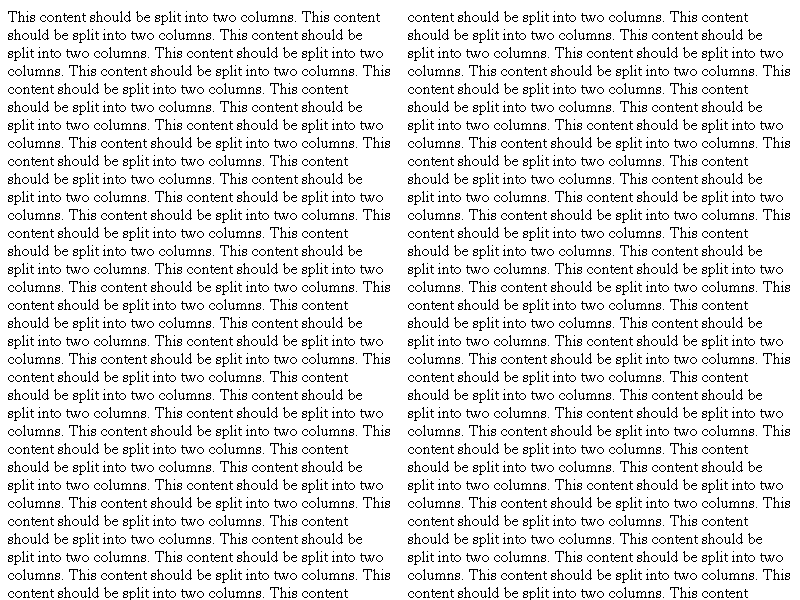 This content should be split into two columns. This content
should be split into two columns. This content should be
split into two columns. This content should be split into two
columns. This content should be split into two columns. This
content should be split into two columns. This content
should be split into two columns. This content should be
split into two columns. This content should be split into two
columns. This content should be split into two columns. This
content should be split into two columns. This content
should be split into two columns. This content should be
split into two columns. This content should be split into two
columns. This content should be split into two columns. This
content should be split into two columns. This content
should be split into two columns. This content should be
split into two columns. This content should be split into two
columns. This content should be split into two columns. This
content should be split into two columns. This content
should be split into two columns. This content should be
split into two columns. This content should be split into two
columns. This content should be split into two columns. This
content should be split into two columns. This content
should be split into two columns. This content should be
split into two columns. This content should be split into two
columns. This content should be split into two columns. This
content should be split into two columns. This content
should be split into two columns. This content should be
split into two columns. This content should be split into two
columns. This content should be split into two columns. This
content should be split into two columns. This content
should be split into two columns. This content should be
split into two columns. This content should be split into two
columns. This content should be split into two columns. This
content should be split into two columns. This content
content should be split into two columns. This content
should be split into two columns. This content should be
split into two columns. This content should be split into two
columns. This content should be split into two columns. This
content should be split into two columns. This content
should be split into two columns. This content should be
split into two columns. This content should be split into two
columns. This content should be split into two columns. This
content should be split into two columns. This content
should be split into two columns. This content should be
split into two columns. This content should be split into two
columns. This content should be split into two columns. This
content should be split into two columns. This content
should be split into two columns. This content should be
split into two columns. This content should be split into two
columns. This content should be split into two columns. This
content should be split into two columns. This content
should be split into two columns. This content should be
split into two columns. This content should be split into two
columns. This content should be split into two columns. This
content should be split into two columns. This content
should be split into two columns. This content should be
split into two columns. This content should be split into two
columns. This content should be split into two columns. This
content should be split into two columns. This content
should be split into two columns. This content should be
split into two columns. This content should be split into two
columns. This content should be split into two columns. This
content should be split into two columns. This content
should be split into two columns. This content should be
split into two columns. This content should be split into two
columns. This content should be split into two columns. This
content should be split into two columns. This content